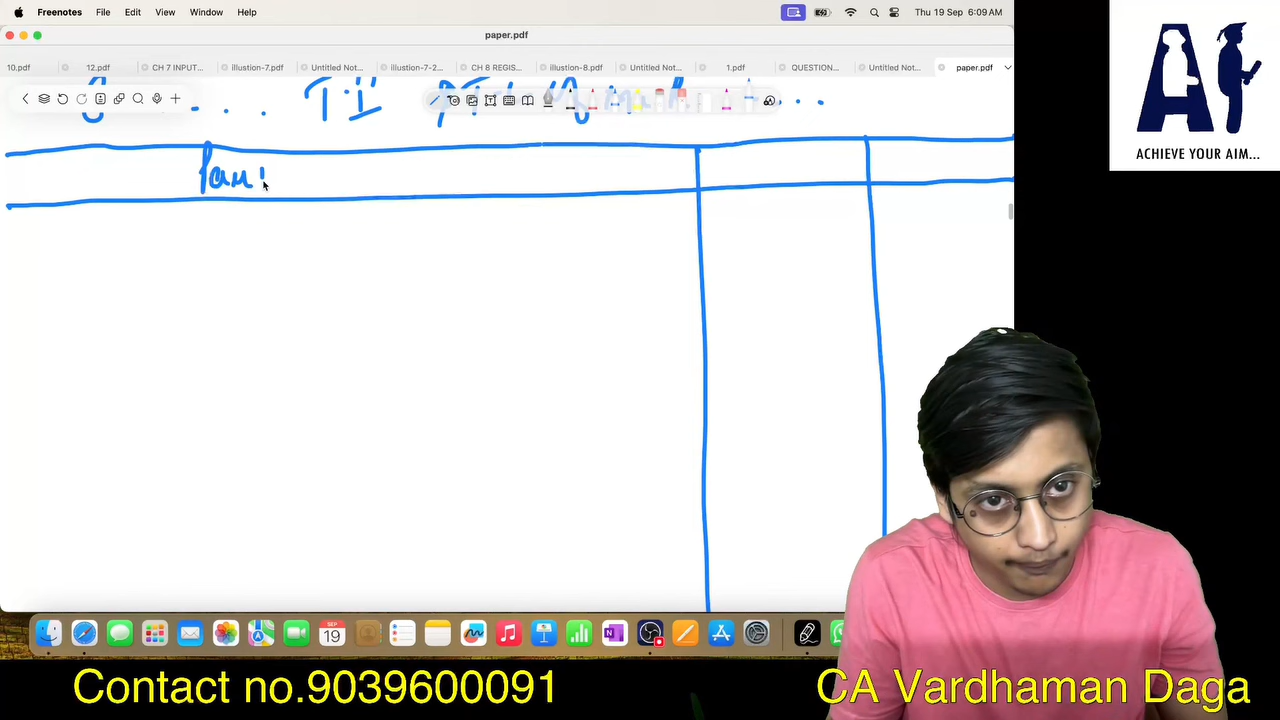 Freenotes File Edit View Window Help Thu 19 Sep 6:09 AM
paper.pdf
10.pdf 12.pdf CH 7 INPUT... illustion-7.pdf Untitled Not... illustion-7-2... CH 8 REGIS... illustion-8.pdf Untitled Not... 1.pdf QUESTION... Untitled Not... paper.pdf
SEP
19
ACHIEVE YOUR AIM...
Contact no.9039600091
CA Vardhaman Daga